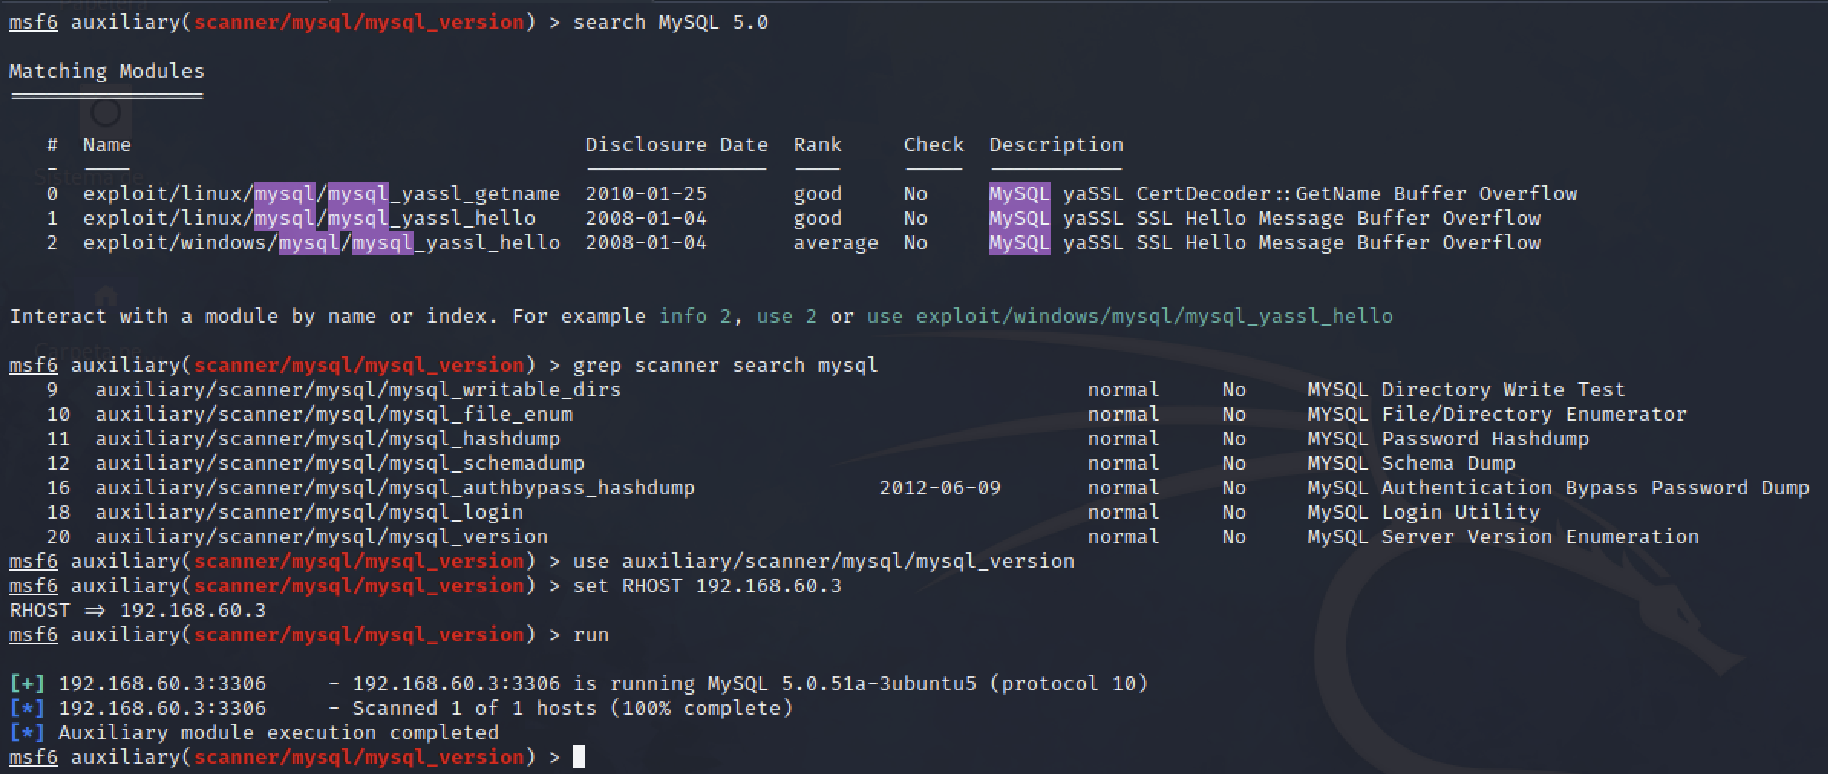 msf6 auxiliary(scanner/mysql/mysql_version) > search MySQL 5.0
Matching Modules
================
# Name Disclosure Date Rank Check Description
- ---- --------------- ---- ----- -----------
0 exploit/linux/mysql/mysql_yassl_getname 2010-01-25 good No MySQL yaSSL CertDecoder::GetName Buffer Overflow
1 exploit/linux/mysql/mysql_yassl_hello 2008-01-04 good No MySQL yaSSL SSL Hello Message Buffer Overflow
2 exploit/windows/mysql/mysql_yassl_hello 2008-01-04 average No MySQL yaSSL SSL Hello Message Buffer Overflow
Interact with a module by name or index. For example info 2, use 2 or use exploit/windows/mysql/mysql_yassl_hello
msf6 auxiliary(scanner/mysql/mysql_version) > grep scanner search mysql
9 auxiliary/scanner/mysql/mysql_writable_dirs normal No MYSQL Directory Write Test
10 auxiliary/scanner/mysql/mysql_file_enum normal No MYSQL File/Directory Enumerator
11 auxiliary/scanner/mysql/mysql_hashdump normal No MYSQL Password Hashdump
12 auxiliary/scanner/mysql/mysql_schemadump normal No MYSQL Schema Dump
16 auxiliary/scanner/mysql/mysql_authbypass_hashdump 2012-06-09 normal No MySQL Authentication Bypass Password Dump
18 auxiliary/scanner/mysql/mysql_login normal No MySQL Login Utility
20 auxiliary/scanner/mysql/mysql_version normal No MySQL Server Version Enumeration
msf6 auxiliary(scanner/mysql/mysql_version) > use auxiliary/scanner/mysql/mysql_version
msf6 auxiliary(scanner/mysql/mysql_version) > set RHOST 192.168.60.3
RHOST => 192.168.60.3
msf6 auxiliary(scanner/mysql/mysql_version) > run
[+] 192.168.60.3:3306 - 192.168.60.3:3306 is running MySQL 5.0.51a-3ubuntu5 (protocol 10)
[*] 192.168.60.3:3306 - Scanned 1 of 1 hosts (100% complete)
[*] Auxiliary module execution completed
msf6 auxiliary(scanner/mysql/mysql_version) >